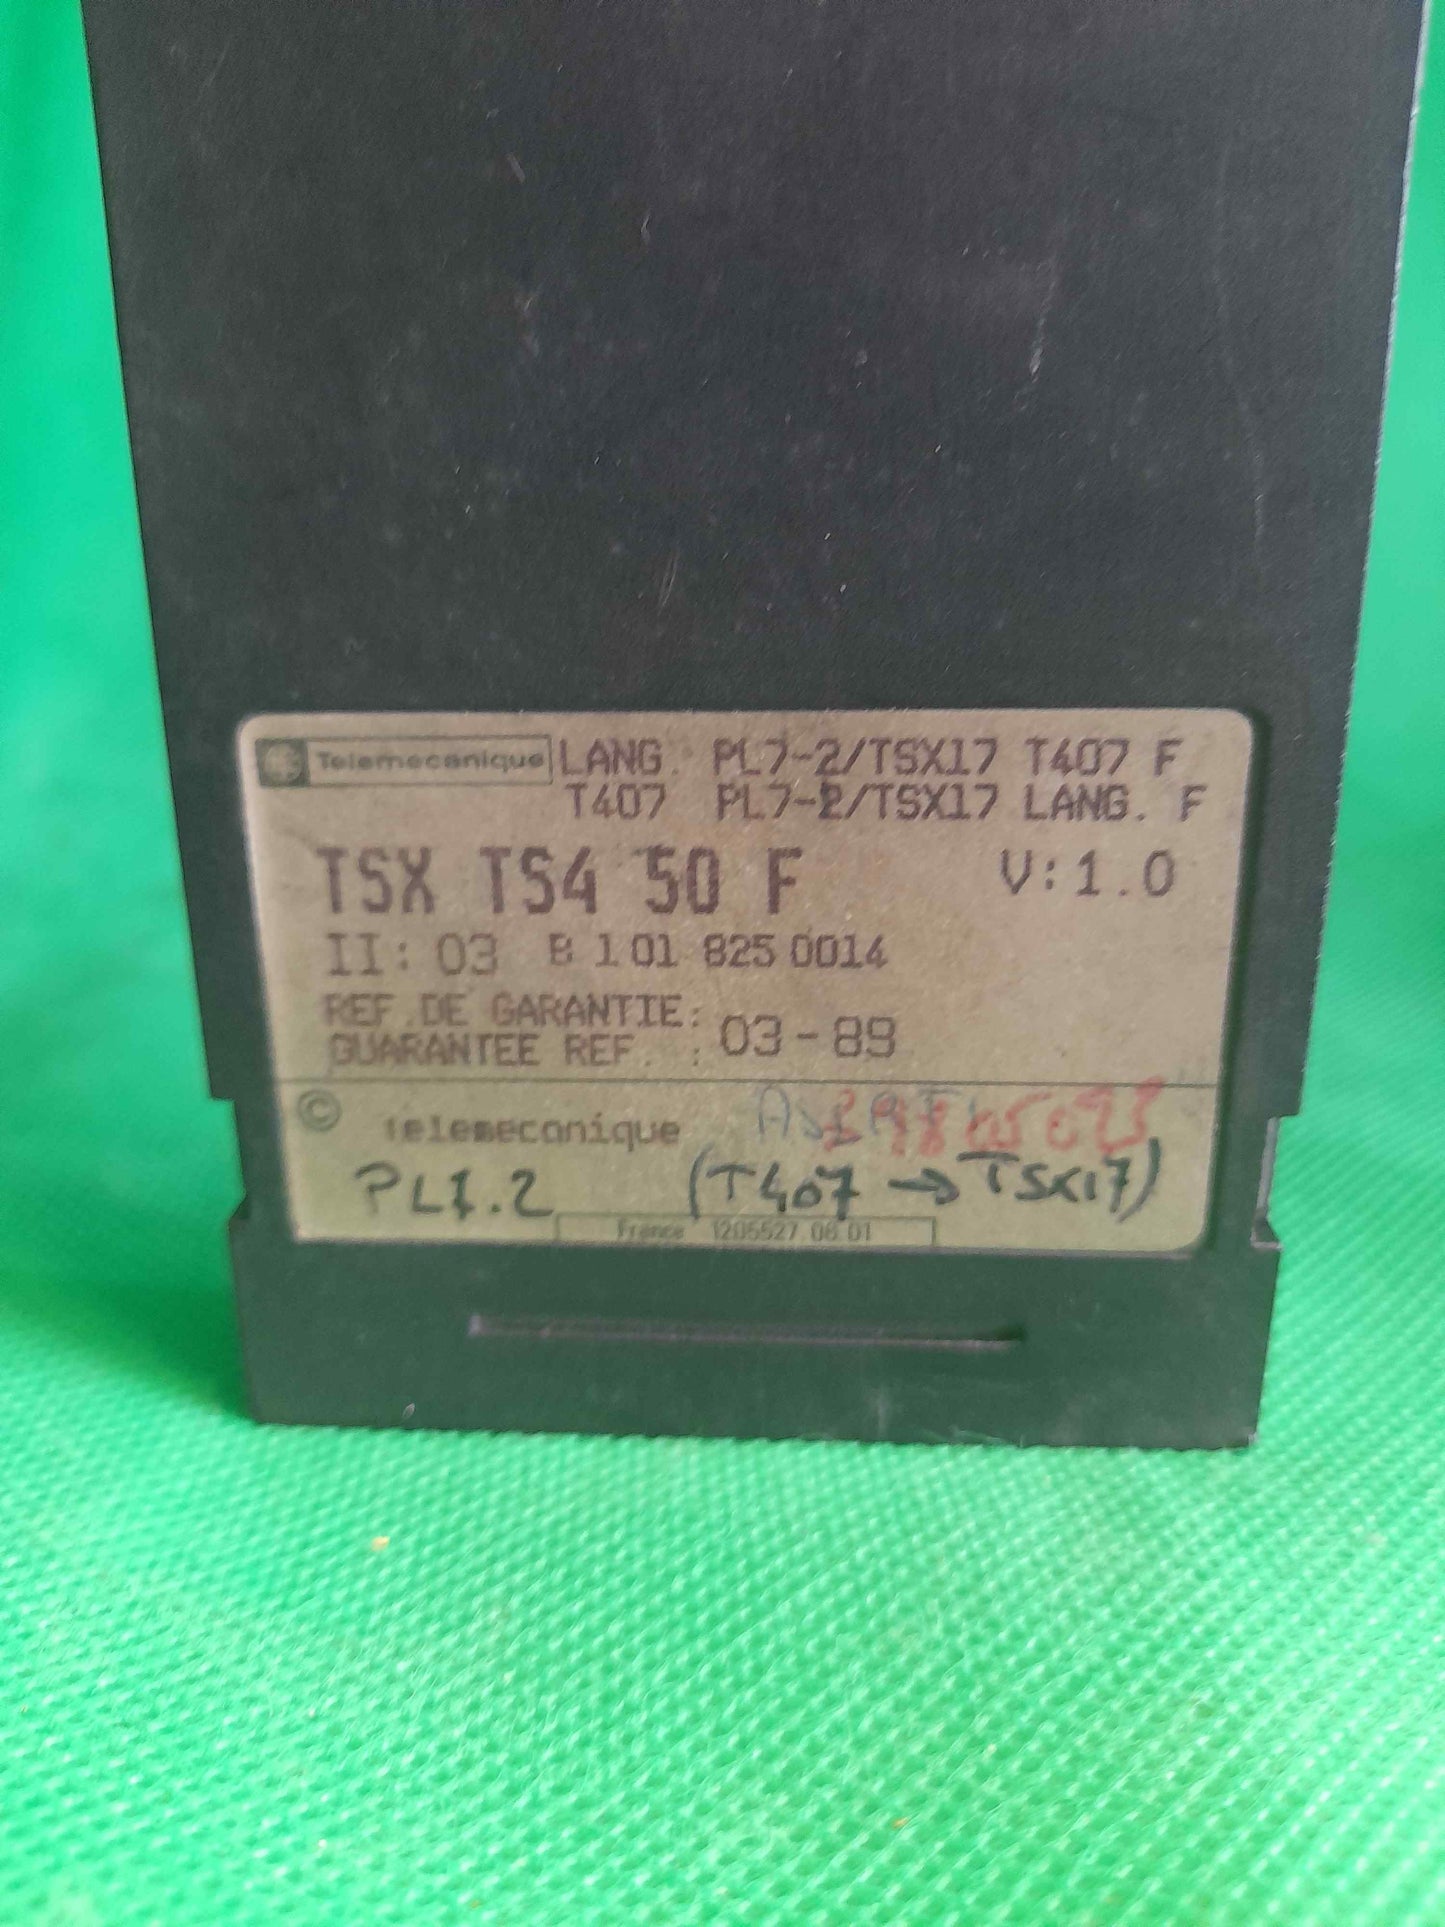 Telemecanique LANG. PL7-2/TSX17 T407 F
T407 PL7-2/TSX17 LANG. F
TSX TS4 50 F V: 1.0
II: 03 B 1 01 825 0014
REF. DE GARANTIE:
GUARANTEE REF. : 03-89
© telemecanique
PL7.2 (T407 → TSX17)
France 1205527.06.01